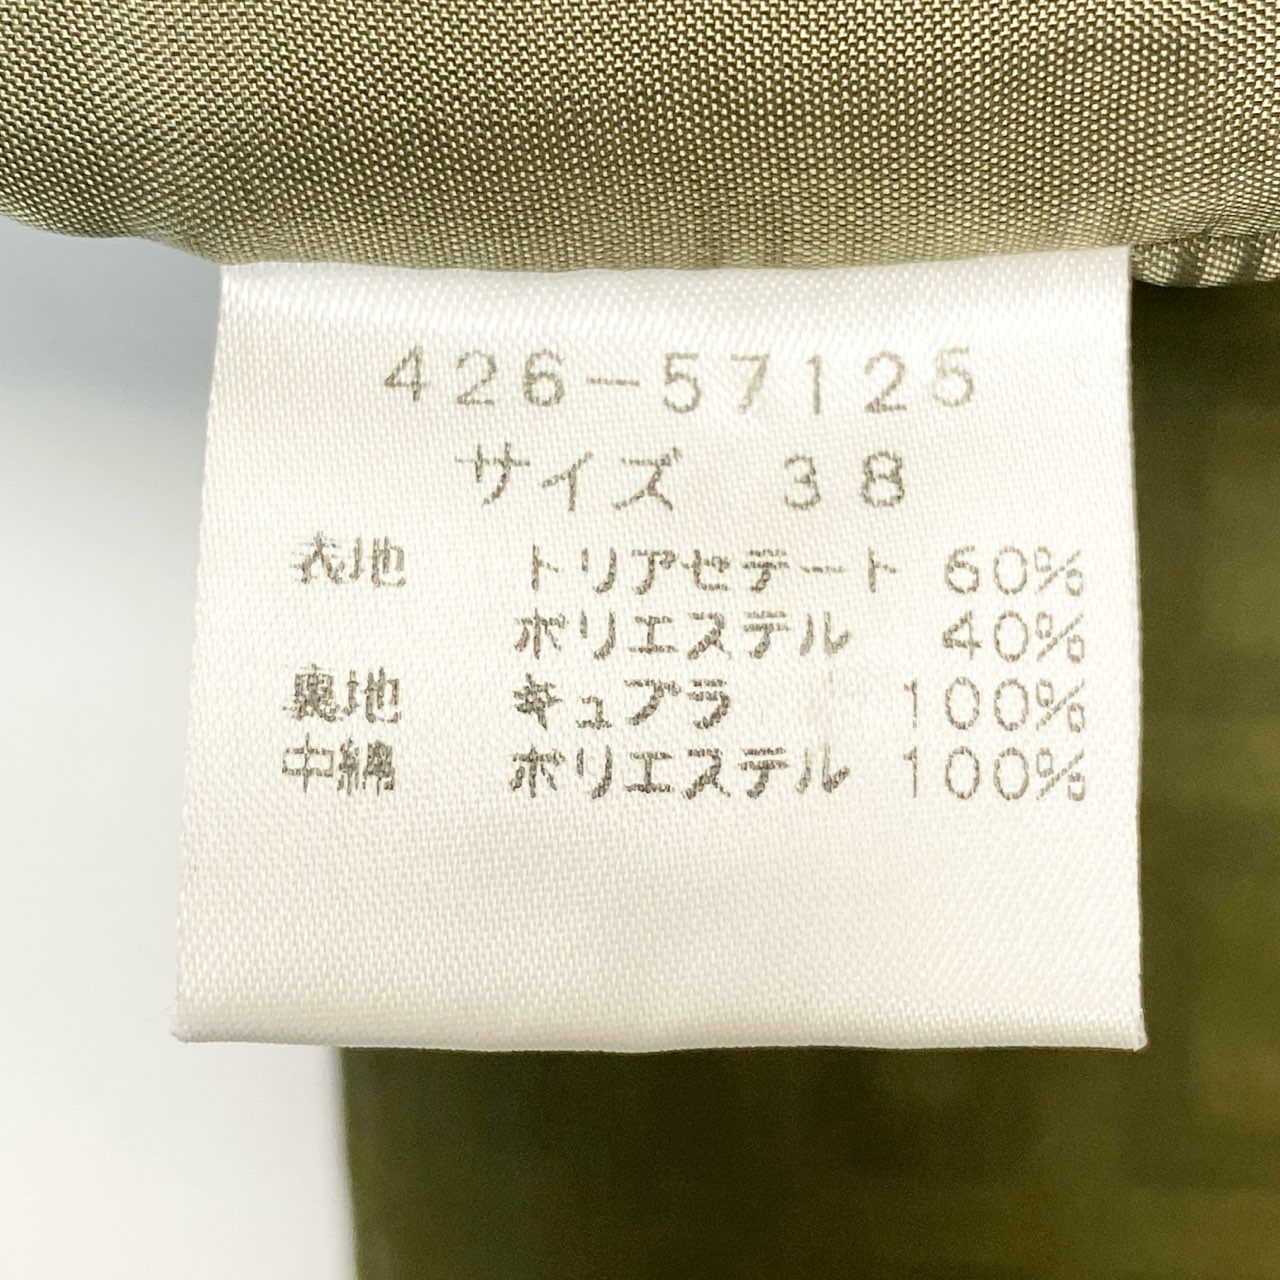 426-57125
サイズ 38
表地 トリアセテート 60%
ポリエステル 40%
裏地 キュプラ 100%
中綿 ポリエステル 100%